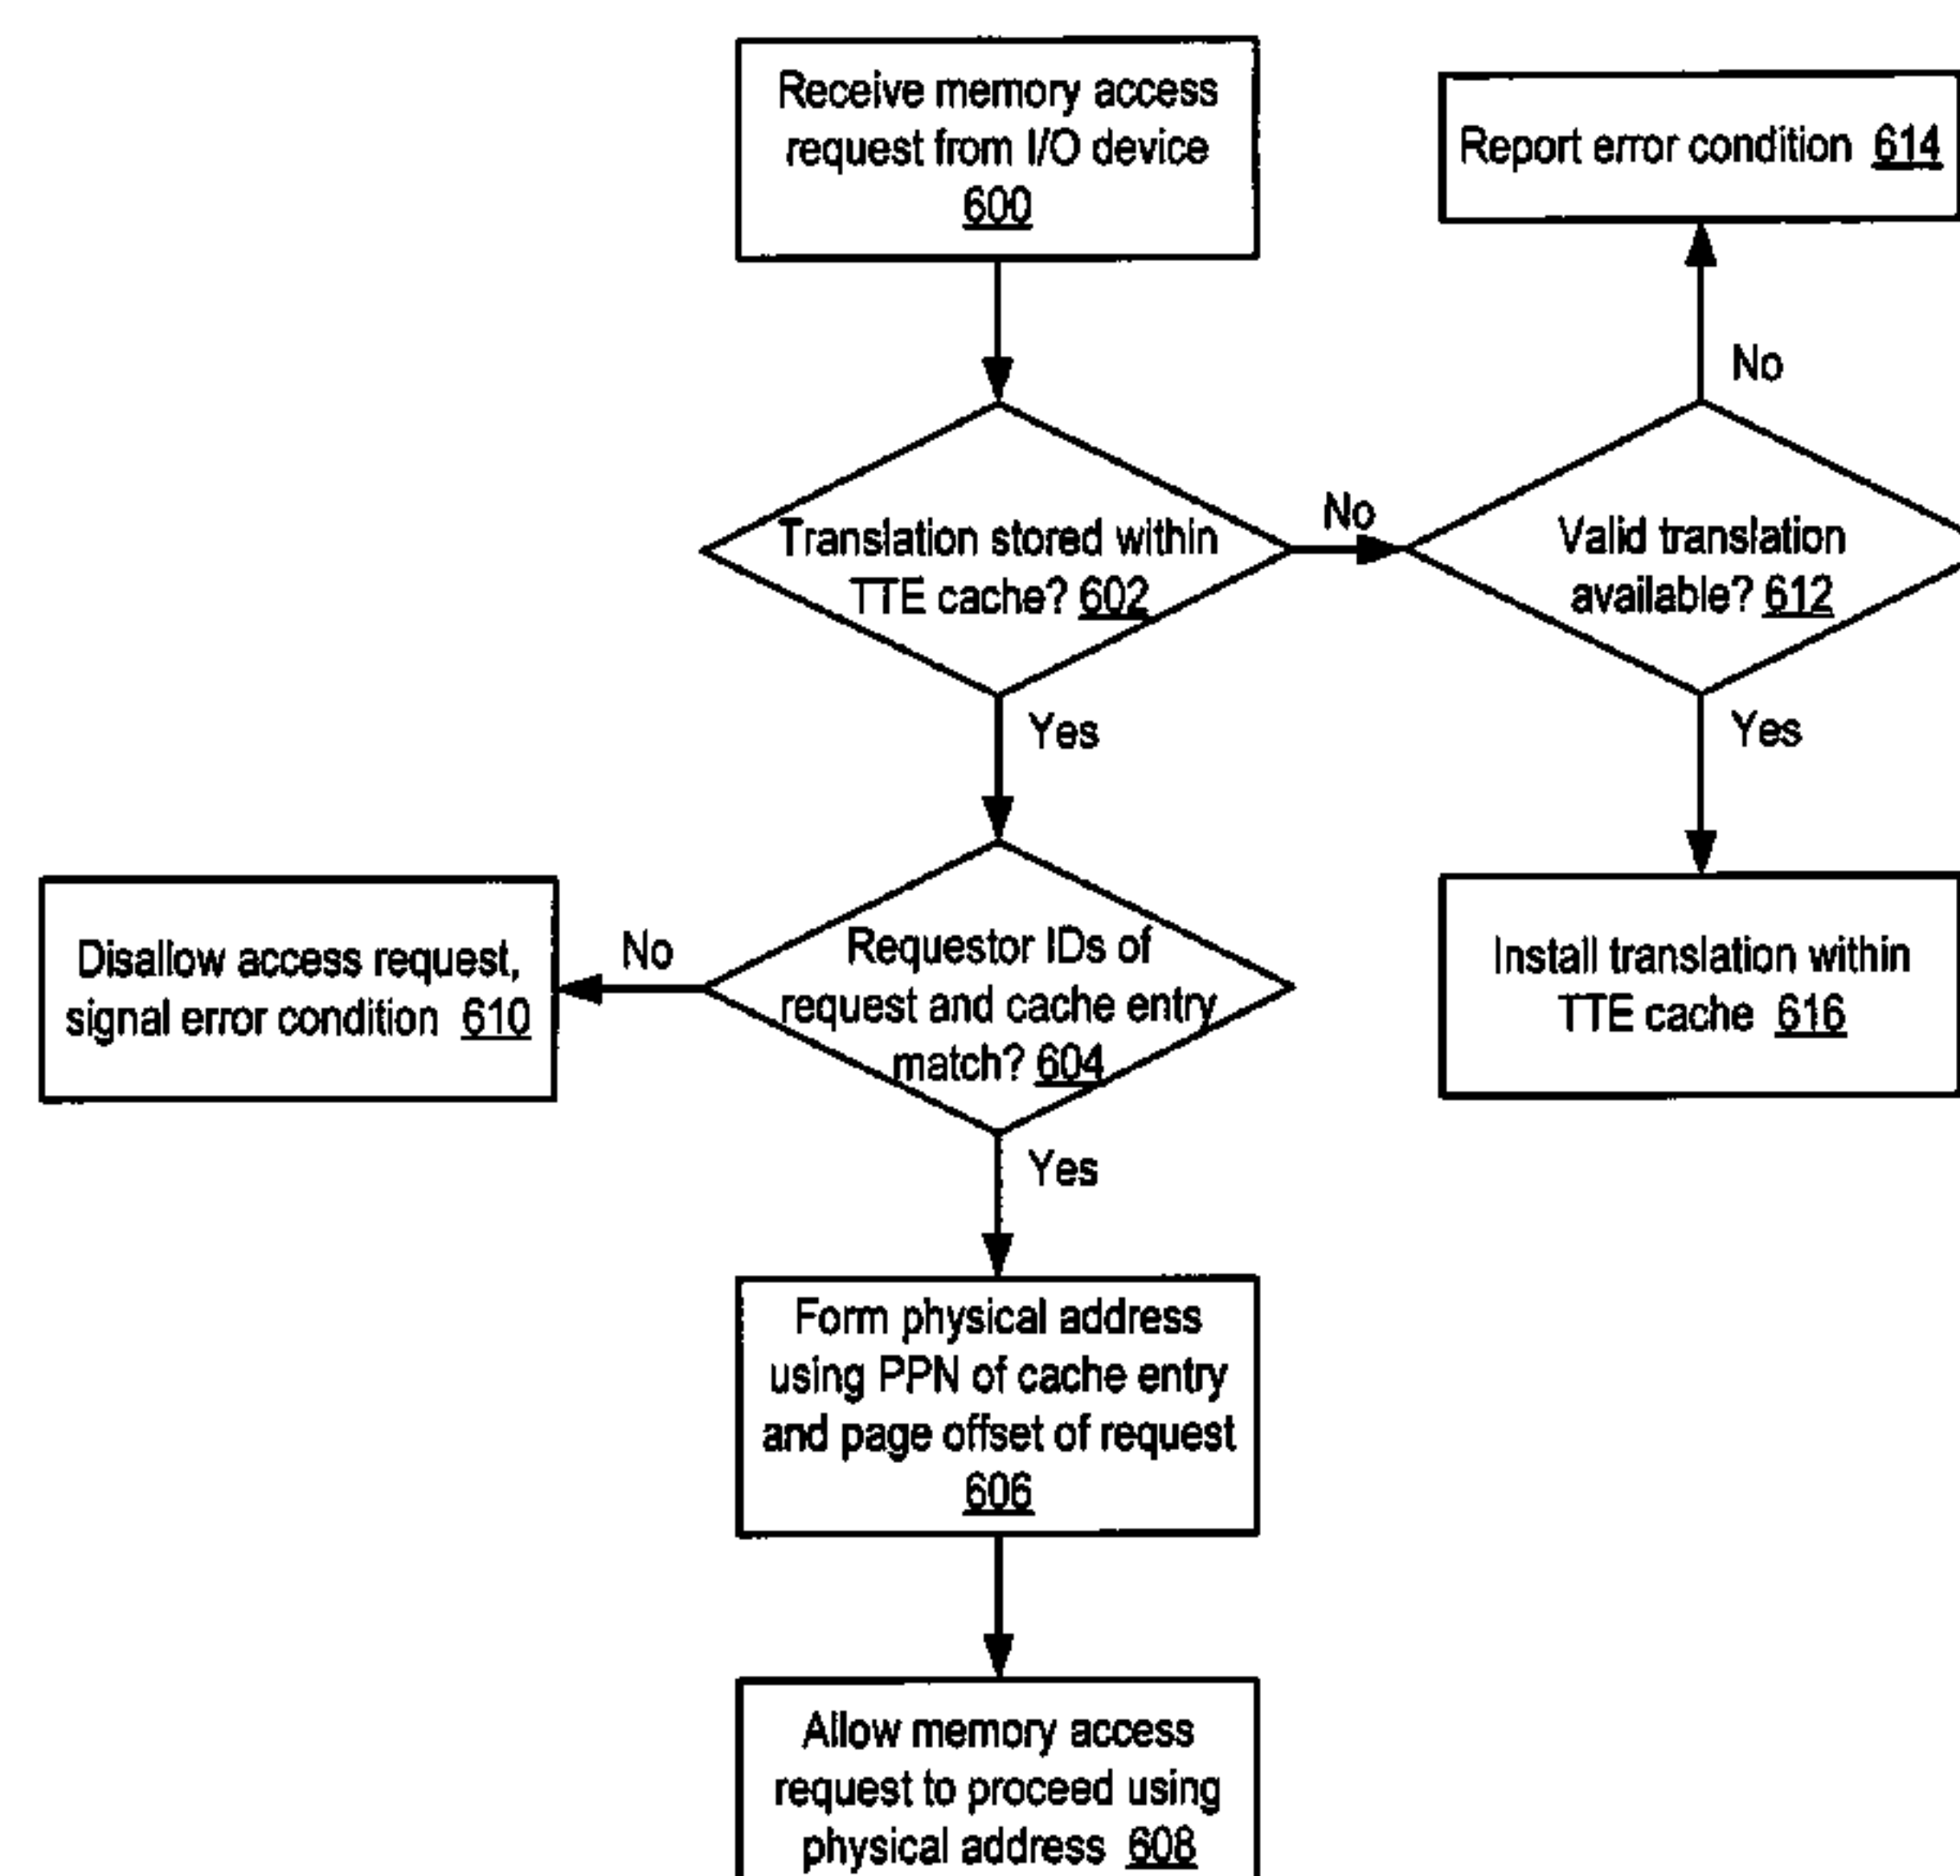 Receive memory access
request from I/O device
600
Report error condition 614
No
Translation stored within
TTE cache? 602
No
Valid translation
available? 612
Yes
Yes
Disallow access request,
signal error condition 610
No
Requestor IDs of
request and cache entry
match? 604
Install translation within
TTE cache 616
Yes
Form physical address
using PPN of cache entry
and page offset of request
606
Allow memory access
request to proceed using
physical address 608